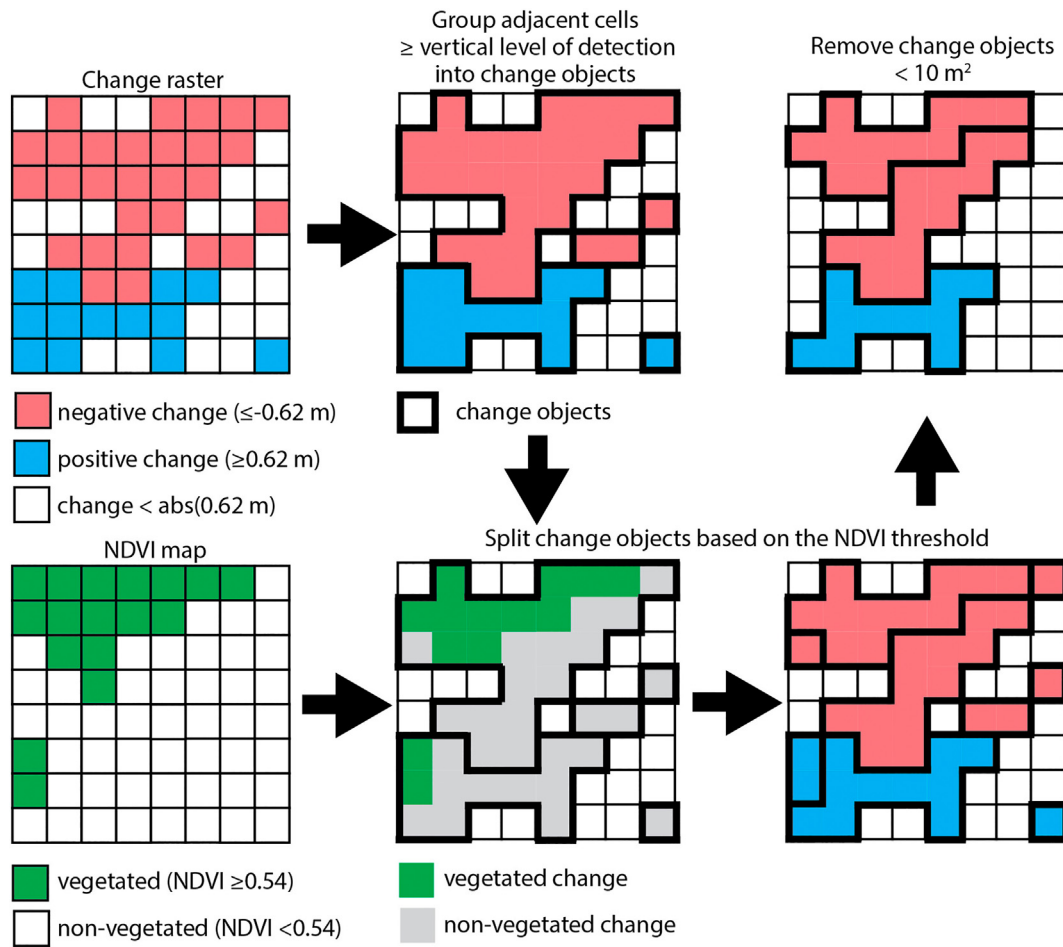 Change raster
Group adjacent cells
≥ vertical level of detection
into change objects
Remove change objects
< 10 m²
negative change (≤-0.62 m)
positive change (≥0.62 m)
change < abs(0.62 m)
change objects
NDVI map
Split change objects based on the NDVI threshold
vegetated (NDVI ≥0.54)
non-vegetated (NDVI <0.54)
vegetated change
non-vegetated change